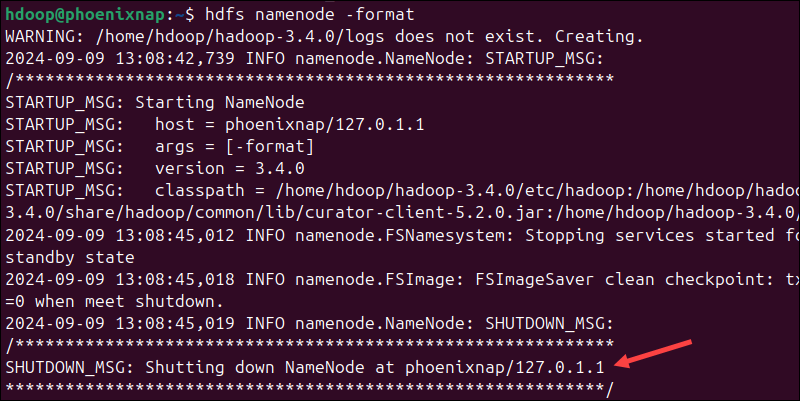 hdoop@phoenixnap:~$ hdfs namenode -format
WARNING: /home/hdoop/hadoop-3.4.0/logs does not exist. Creating.
2024-09-09 13:08:42,739 INFO namenode.NameNode: STARTUP_MSG:
/************************************************************
STARTUP_MSG: Starting NameNode
STARTUP_MSG:   host = phoenixnap/127.0.1.1
STARTUP_MSG:   args = [-format]
STARTUP_MSG:   version = 3.4.0
STARTUP_MSG:   classpath = /home/hdoop/hadoop-3.4.0/etc/hadoop:/home/hdoop/hadoo
3.4.0/share/hadoop/common/lib/curator-client-5.2.0.jar:/home/hdoop/hadoop-3.4.0/
2024-09-09 13:08:45,012 INFO namenode.FSNamesystem: Stopping services started fo
standby state
2024-09-09 13:08:45,018 INFO namenode.FSImage: FSImageSaver clean checkpoint: tx
=0 when meet shutdown.
2024-09-09 13:08:45,019 INFO namenode.NameNode: SHUTDOWN_MSG:
/************************************************************
SHUTDOWN_MSG: Shutting down NameNode at phoenixnap/127.0.1.1
************************************************************/